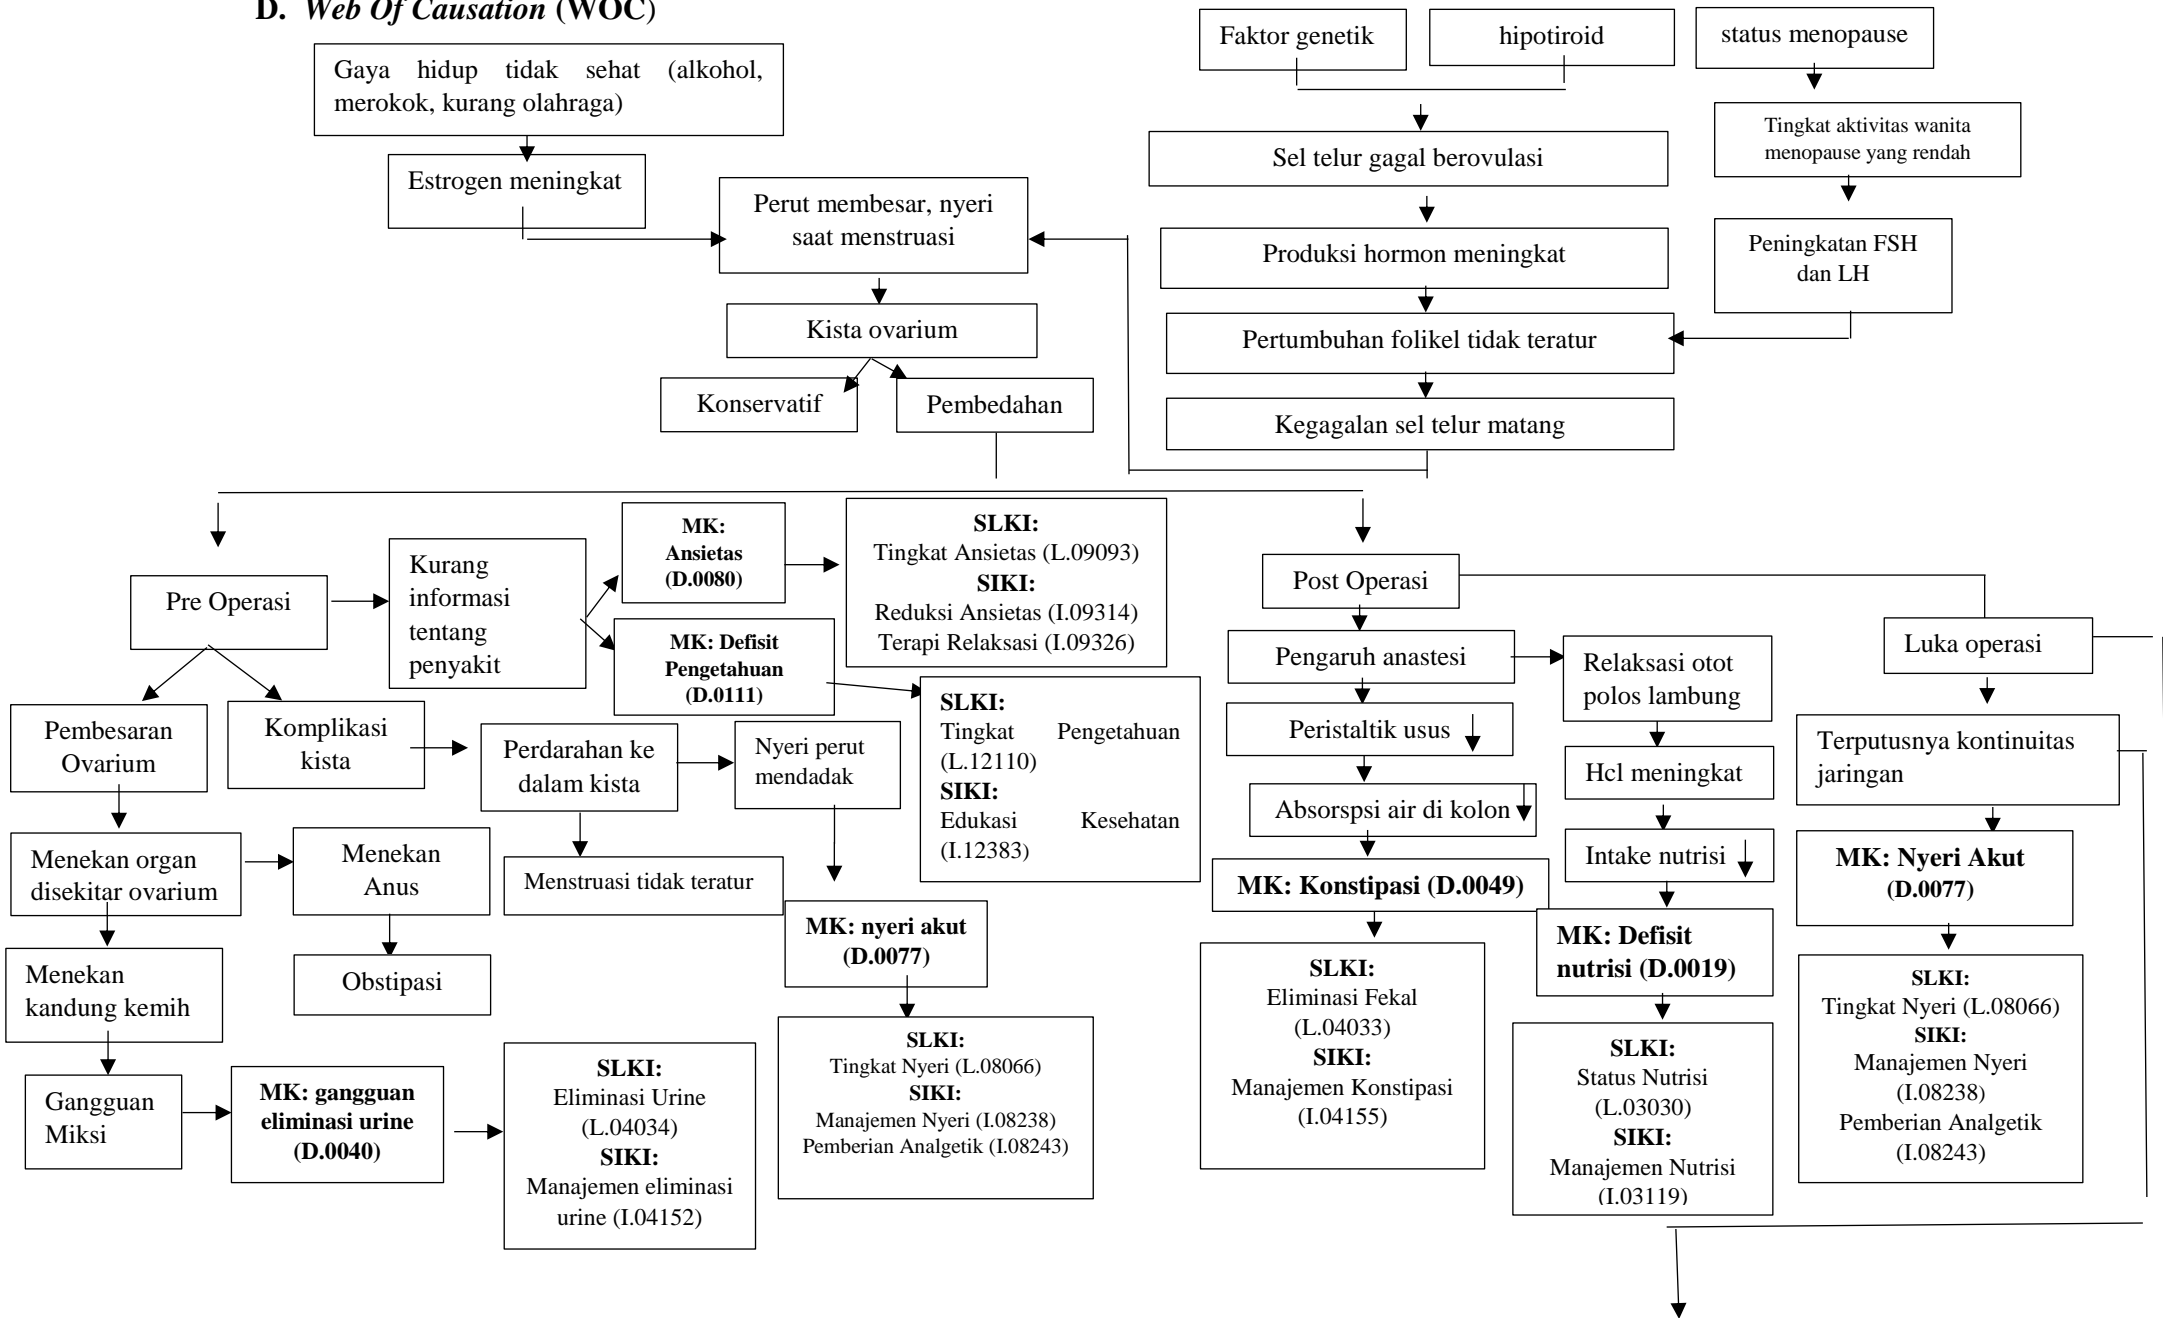 D. Web Of Causation (WOC)
Gaya hidup tidak sehat (alkohol,
merokok, kurang olahraga)
Estrogen meningkat
Perut membesar, nyeri
saat menstruasi
Kista ovarium
Konservatif
Pembedahan
Faktor genetik
hipotiroid
status menopause
Sel telur gagal berovulasi
Tingkat aktivitas wanita
menopause yang rendah
Produksi hormon meningkat
Peningkatan FSH
dan LH
Pertumbuhan folikel tidak teratur
Kegagalan sel telur matang
Pre Operasi
Kurang
informasi
tentang
penyakit
MK:
Ansietas
(D.0080)
SLKI:
Tingkat Ansietas (L.09093)
SIKI:
Reduksi Ansietas (I.09314)
Terapi Relaksasi (I.09326)
MK: Defisit
Pengetahuan
(D.0111)
SLKI:
Tingkat Pengetahuan
(L.12110)
SIKI:
Edukasi Kesehatan
(I.12383)
Pembesaran
Ovarium
Komplikasi
kista
Perdarahan ke
dalam kista
Nyeri perut
mendadak
Menekan organ
disekitar ovarium
Menekan
Anus
Menstruasi tidak teratur
MK: nyeri akut
(D.0077)
Menekan
kandung kemih
Obstipasi
SLKI:
Tingkat Nyeri (L.08066)
SIKI:
Manajemen Nyeri (I.08238)
Pemberian Analgetik (I.08243)
Gangguan
Miksi
MK: gangguan
eliminasi urine
(D.0040)
SLKI:
Eliminasi Urine
(L.04034)
SIKI:
Manajemen eliminasi
urine (I.04152)
Post Operasi
Pengaruh anastesi
Relaksasi otot
polos lambung
Luka operasi
Peristaltik usus
Hcl meningkat
Terputusnya kontinuitas
jaringan
Absorspsi air di kolon
Intake nutrisi
MK: Konstipasi (D.0049)
MK: Defisit
nutrisi (D.0019)
MK: Nyeri Akut
(D.0077)
SLKI:
Eliminasi Fekal
(L.04033)
SIKI:
Manajemen Konstipasi
(I.04155)
SLKI:
Status Nutrisi
(L.03030)
SIKI:
Manajemen Nutrisi
(I.03119)
SLKI:
Tingkat Nyeri (L.08066)
SIKI:
Manajemen Nyeri
(I.08238)
Pemberian Analgetik
(I.08243)